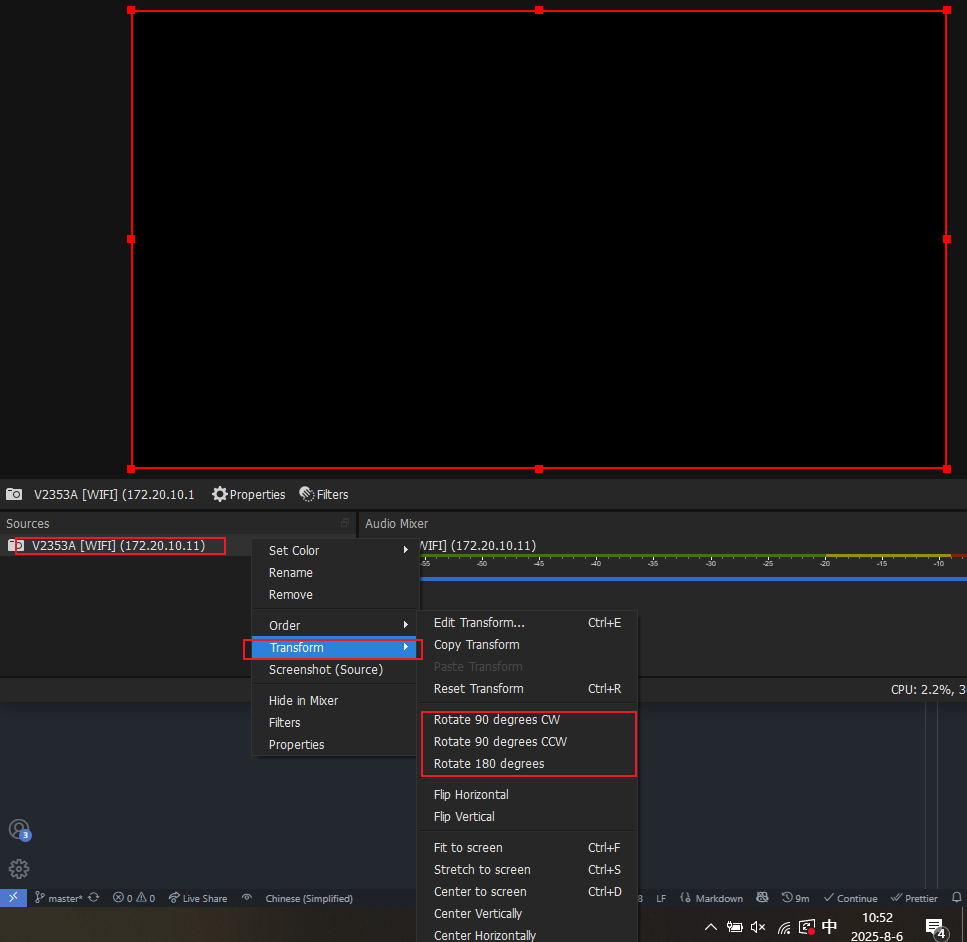 V2353A [WIFI] (172.20.10.1
Properties
Filters
Sources
Audio Mixer
V2353A [WIFI] (172.20.10.11)
WIFI] (172.20.10.11)
-55 -50 -45 -40 -35 -30 -25 -20 -15 -10
Set Color
Rename
Remove
Order
Transform
Screenshot (Source)
Hide in Mixer
Filters
Properties
Edit Transform... Ctrl+E
Copy Transform
Paste Transform
Reset Transform Ctrl+R
Rotate 90 degrees CW
Rotate 90 degrees CCW
Rotate 180 degrees
Flip Horizontal
Flip Vertical
Fit to screen Ctrl+F
Stretch to screen Ctrl+S
Center to screen Ctrl+D
Center Vertically
Center Horizontally
CPU: 2.2%, 3
3
master* 0 0 Live Share Chinese (Simplified) LF Markdown 9m Continue Prettier
中
10:52
2025-8-6
4